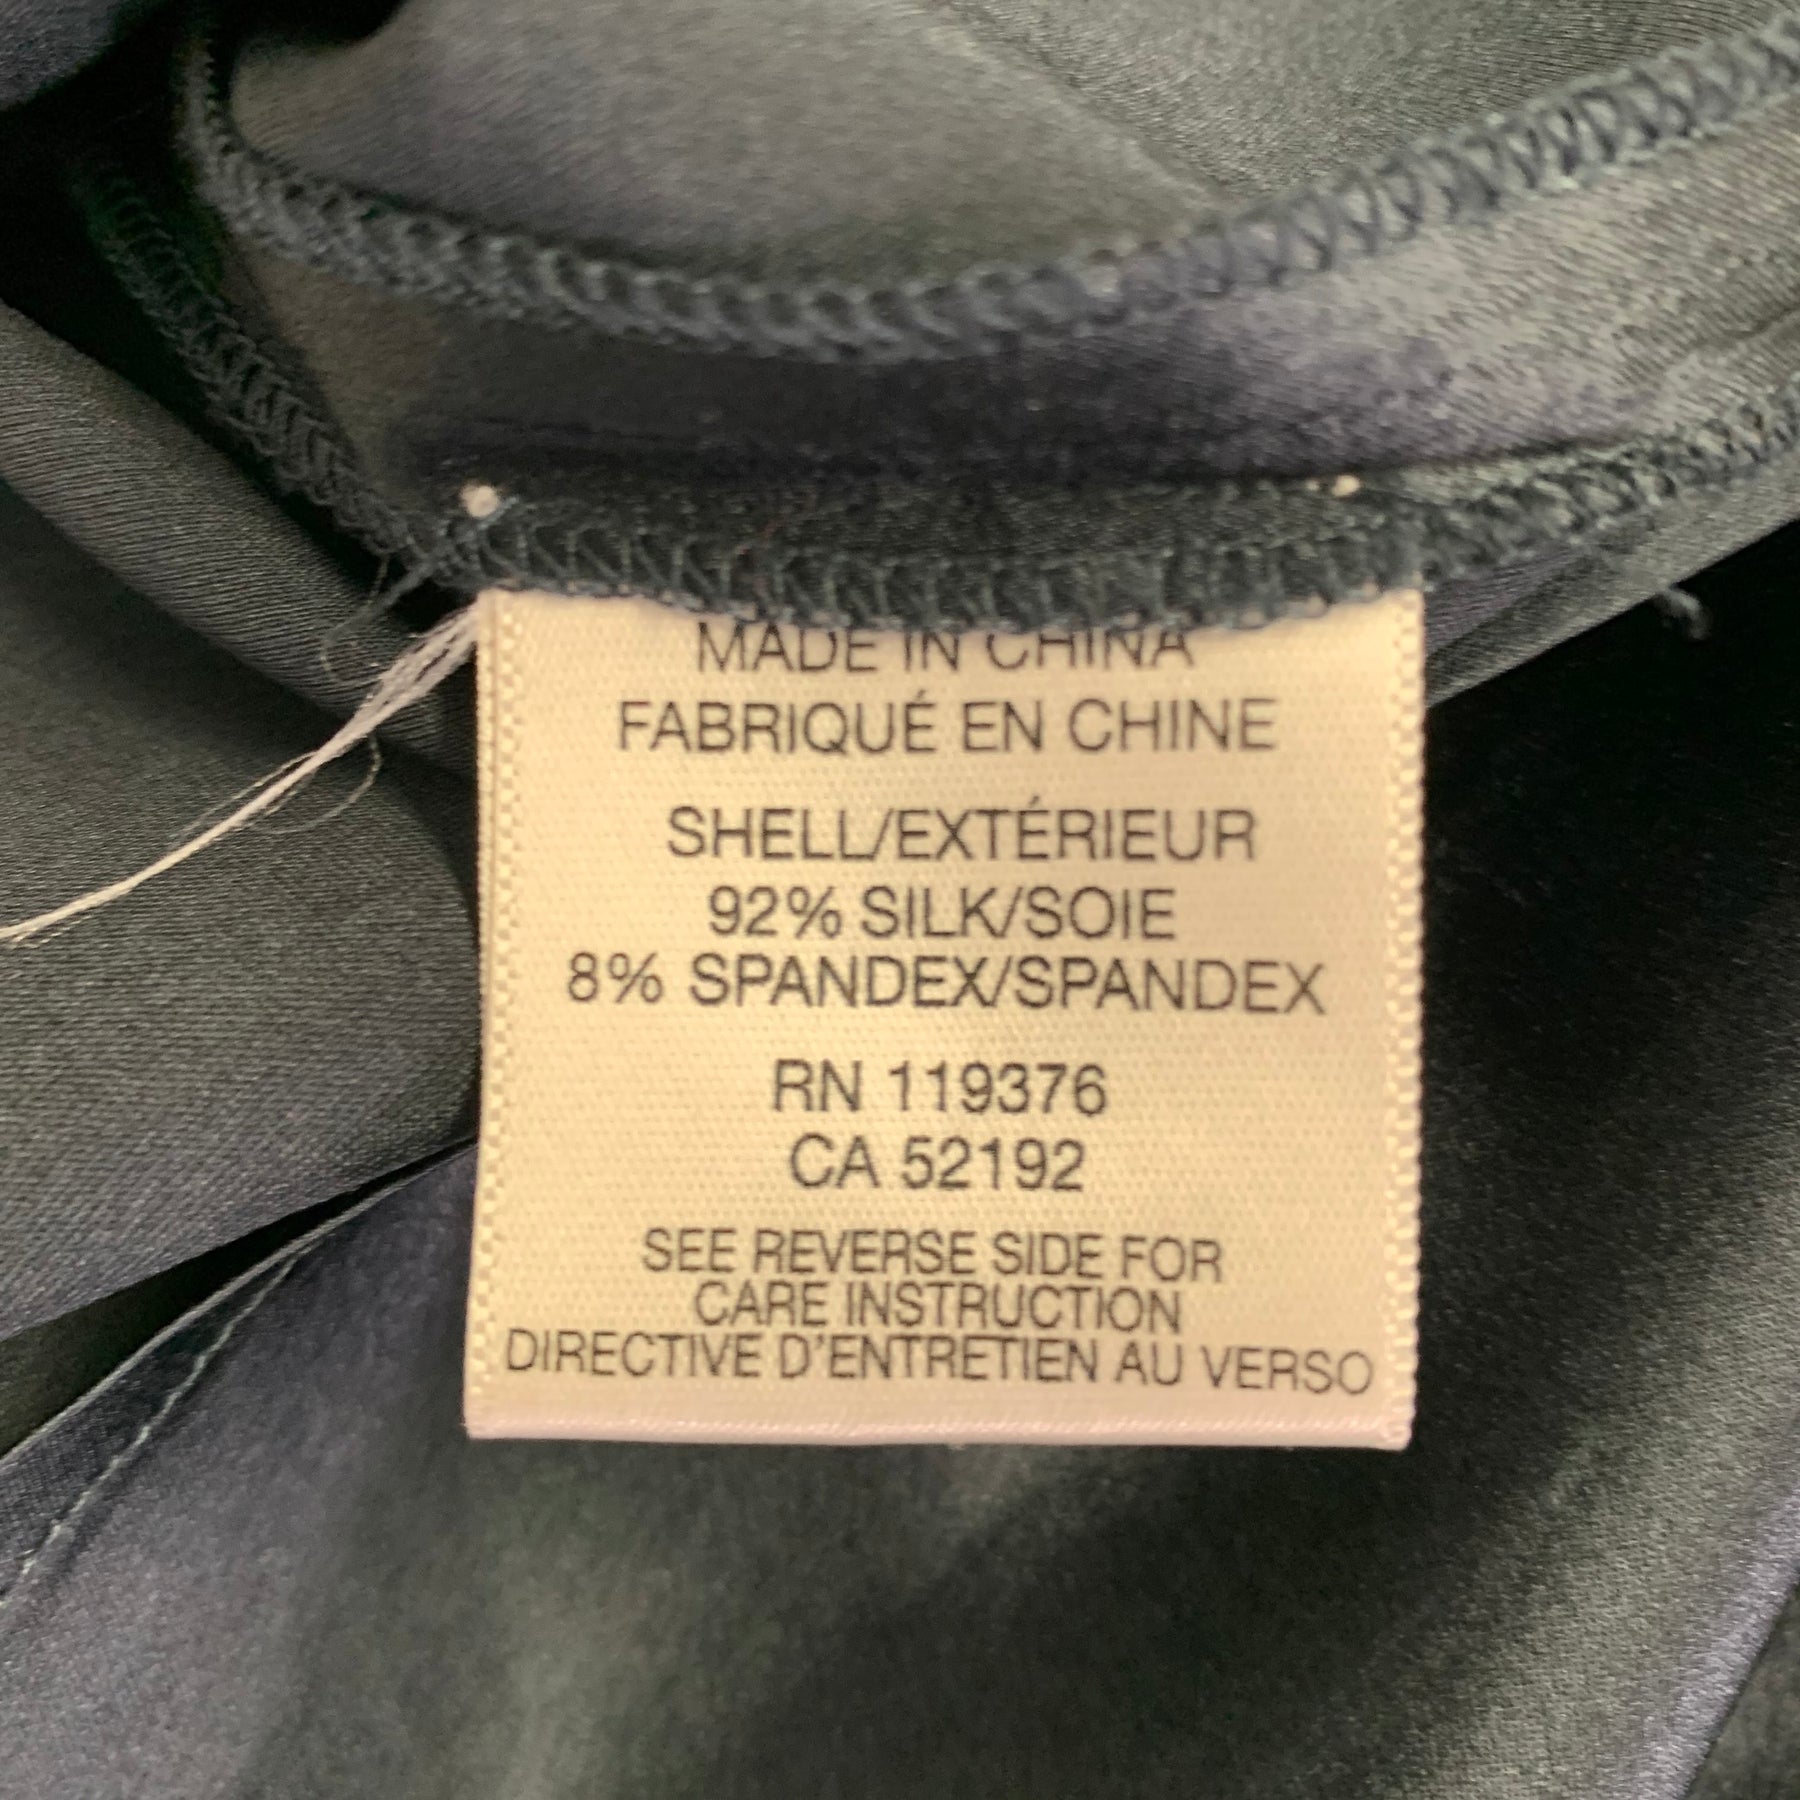 MADE IN CHINA
FABRIQUÉ EN CHINE
SHELL/EXTÉRIEUR
92% SILK/SOIE
8% SPANDEX/SPANDEX
RN 119376
CA 52192
SEE REVERSE SIDE FOR
CARE INSTRUCTION
DIRECTIVE D'ENTRETIEN AU VERSO